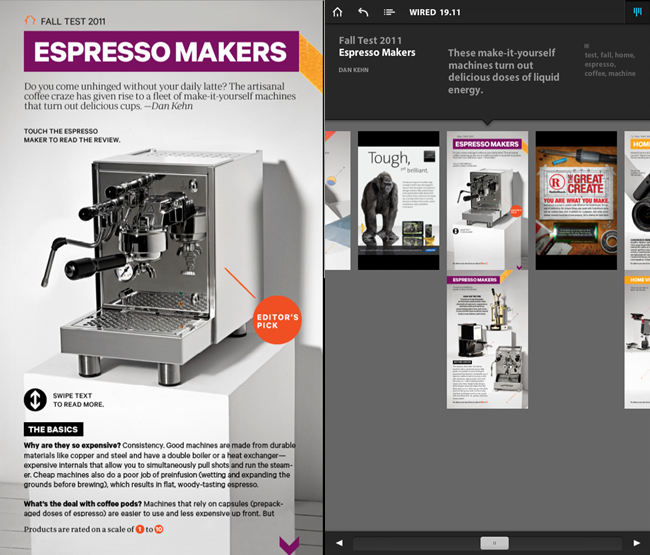 FALL TEST 2011
ESPRESSO MAKERS
Do you come unhinged without your daily latte? The artisanal
coffee craze has given rise to a fleet of make-it-yourself machines
that turn out delicious cups. —Dan Kehn
TOUCH THE ESPRESSO
MAKER TO READ THE REVIEW.
EDITOR'S
PICK
SWIPE TEXT
TO READ MORE.
THE BASICS
Why are they so expensive? Consistency. Good machines are made from durable
materials like copper and steel and have a double boiler or a heat exchanger—
expensive internals that allow you to simultaneously pull shots and run the steam-
er. Cheap machines also do a poor job of preinfusion (wetting and expanding the
grounds before brewing), which results in flat, woody-tasting espresso.
What's the deal with coffee pods? Machines that rely on capsules (prepack-
aged doses of espresso) are easier to use and less expensive up front. But
Products are rated on a scale of 1 to 10
WIRED 19.11
Fall Test 2011
Espresso Makers
DAN KEHN
These make-it-yourself
machines turn out
delicious doses of liquid
energy.
test, fall, home,
espresso,
coffee, machine
Tough,
yet brilliant.
ESPRESSO MAKERS
THE GREAT
CREATE
YOU ARE WHAT YOU MAKE.
ESPRESSO MAKERS